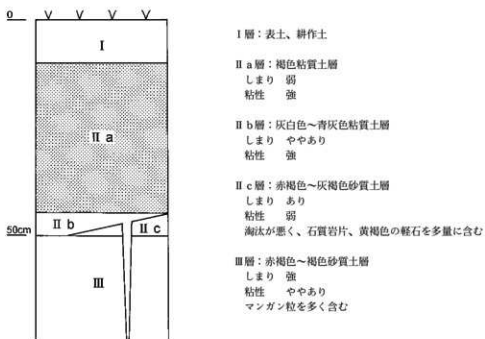 0
I
II a
II b
II c
50cm
III
I 層：表土、耕作土
II a 層：褐色粘質土層
しまり　弱
粘性　強
II b 層：灰白色～青灰色粘質土層
しまり　ややあり
粘性　強
II c 層：赤褐色～灰褐色砂質土層
しまり　あり
粘性　弱
淘汰が悪く、石質岩片、黄褐色の軽石を多量に含む
III層：赤褐色～褐色砂質土層
しまり　強
粘性　ややあり
マンガン粒を多く含む